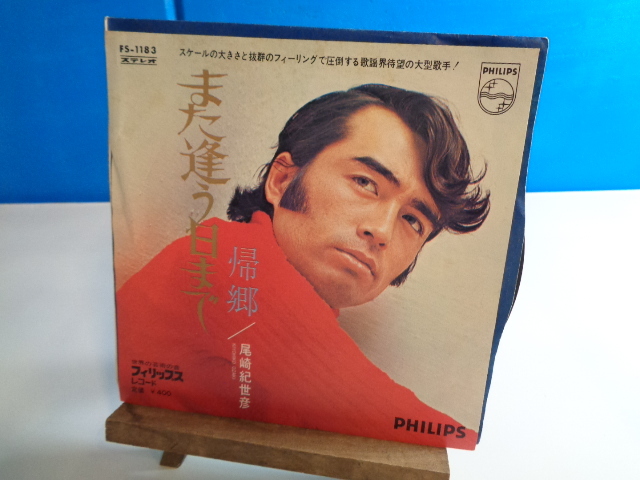 FS-1183
ステレオ
スケールの大きさと抜群のフィーリングで圧倒する歌謡界待望の大型歌手!
PHILIPS
また逢う日まで
帰郷/尾崎紀世彦
フィリップス
レコード
定価 ¥400
PHILIPS